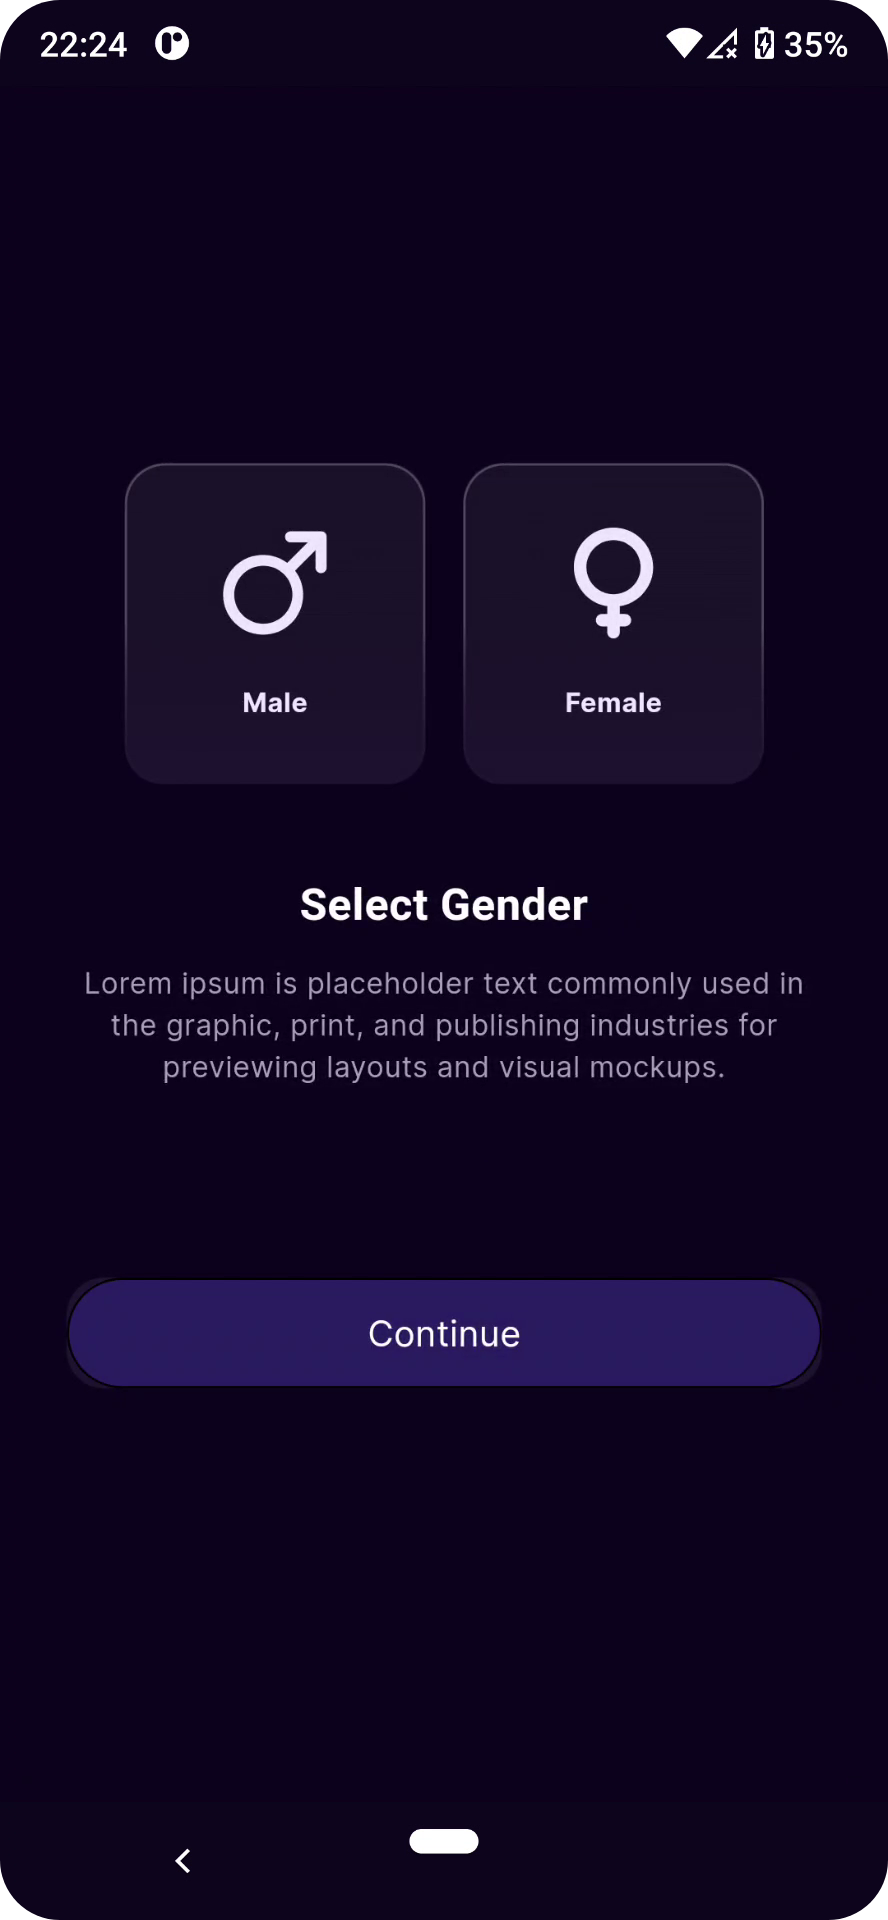 22:24
35%
Male
Female
Select Gender
Lorem ipsum is placeholder text commonly used in
the graphic, print, and publishing industries for
previewing layouts and visual mockups.
Continue